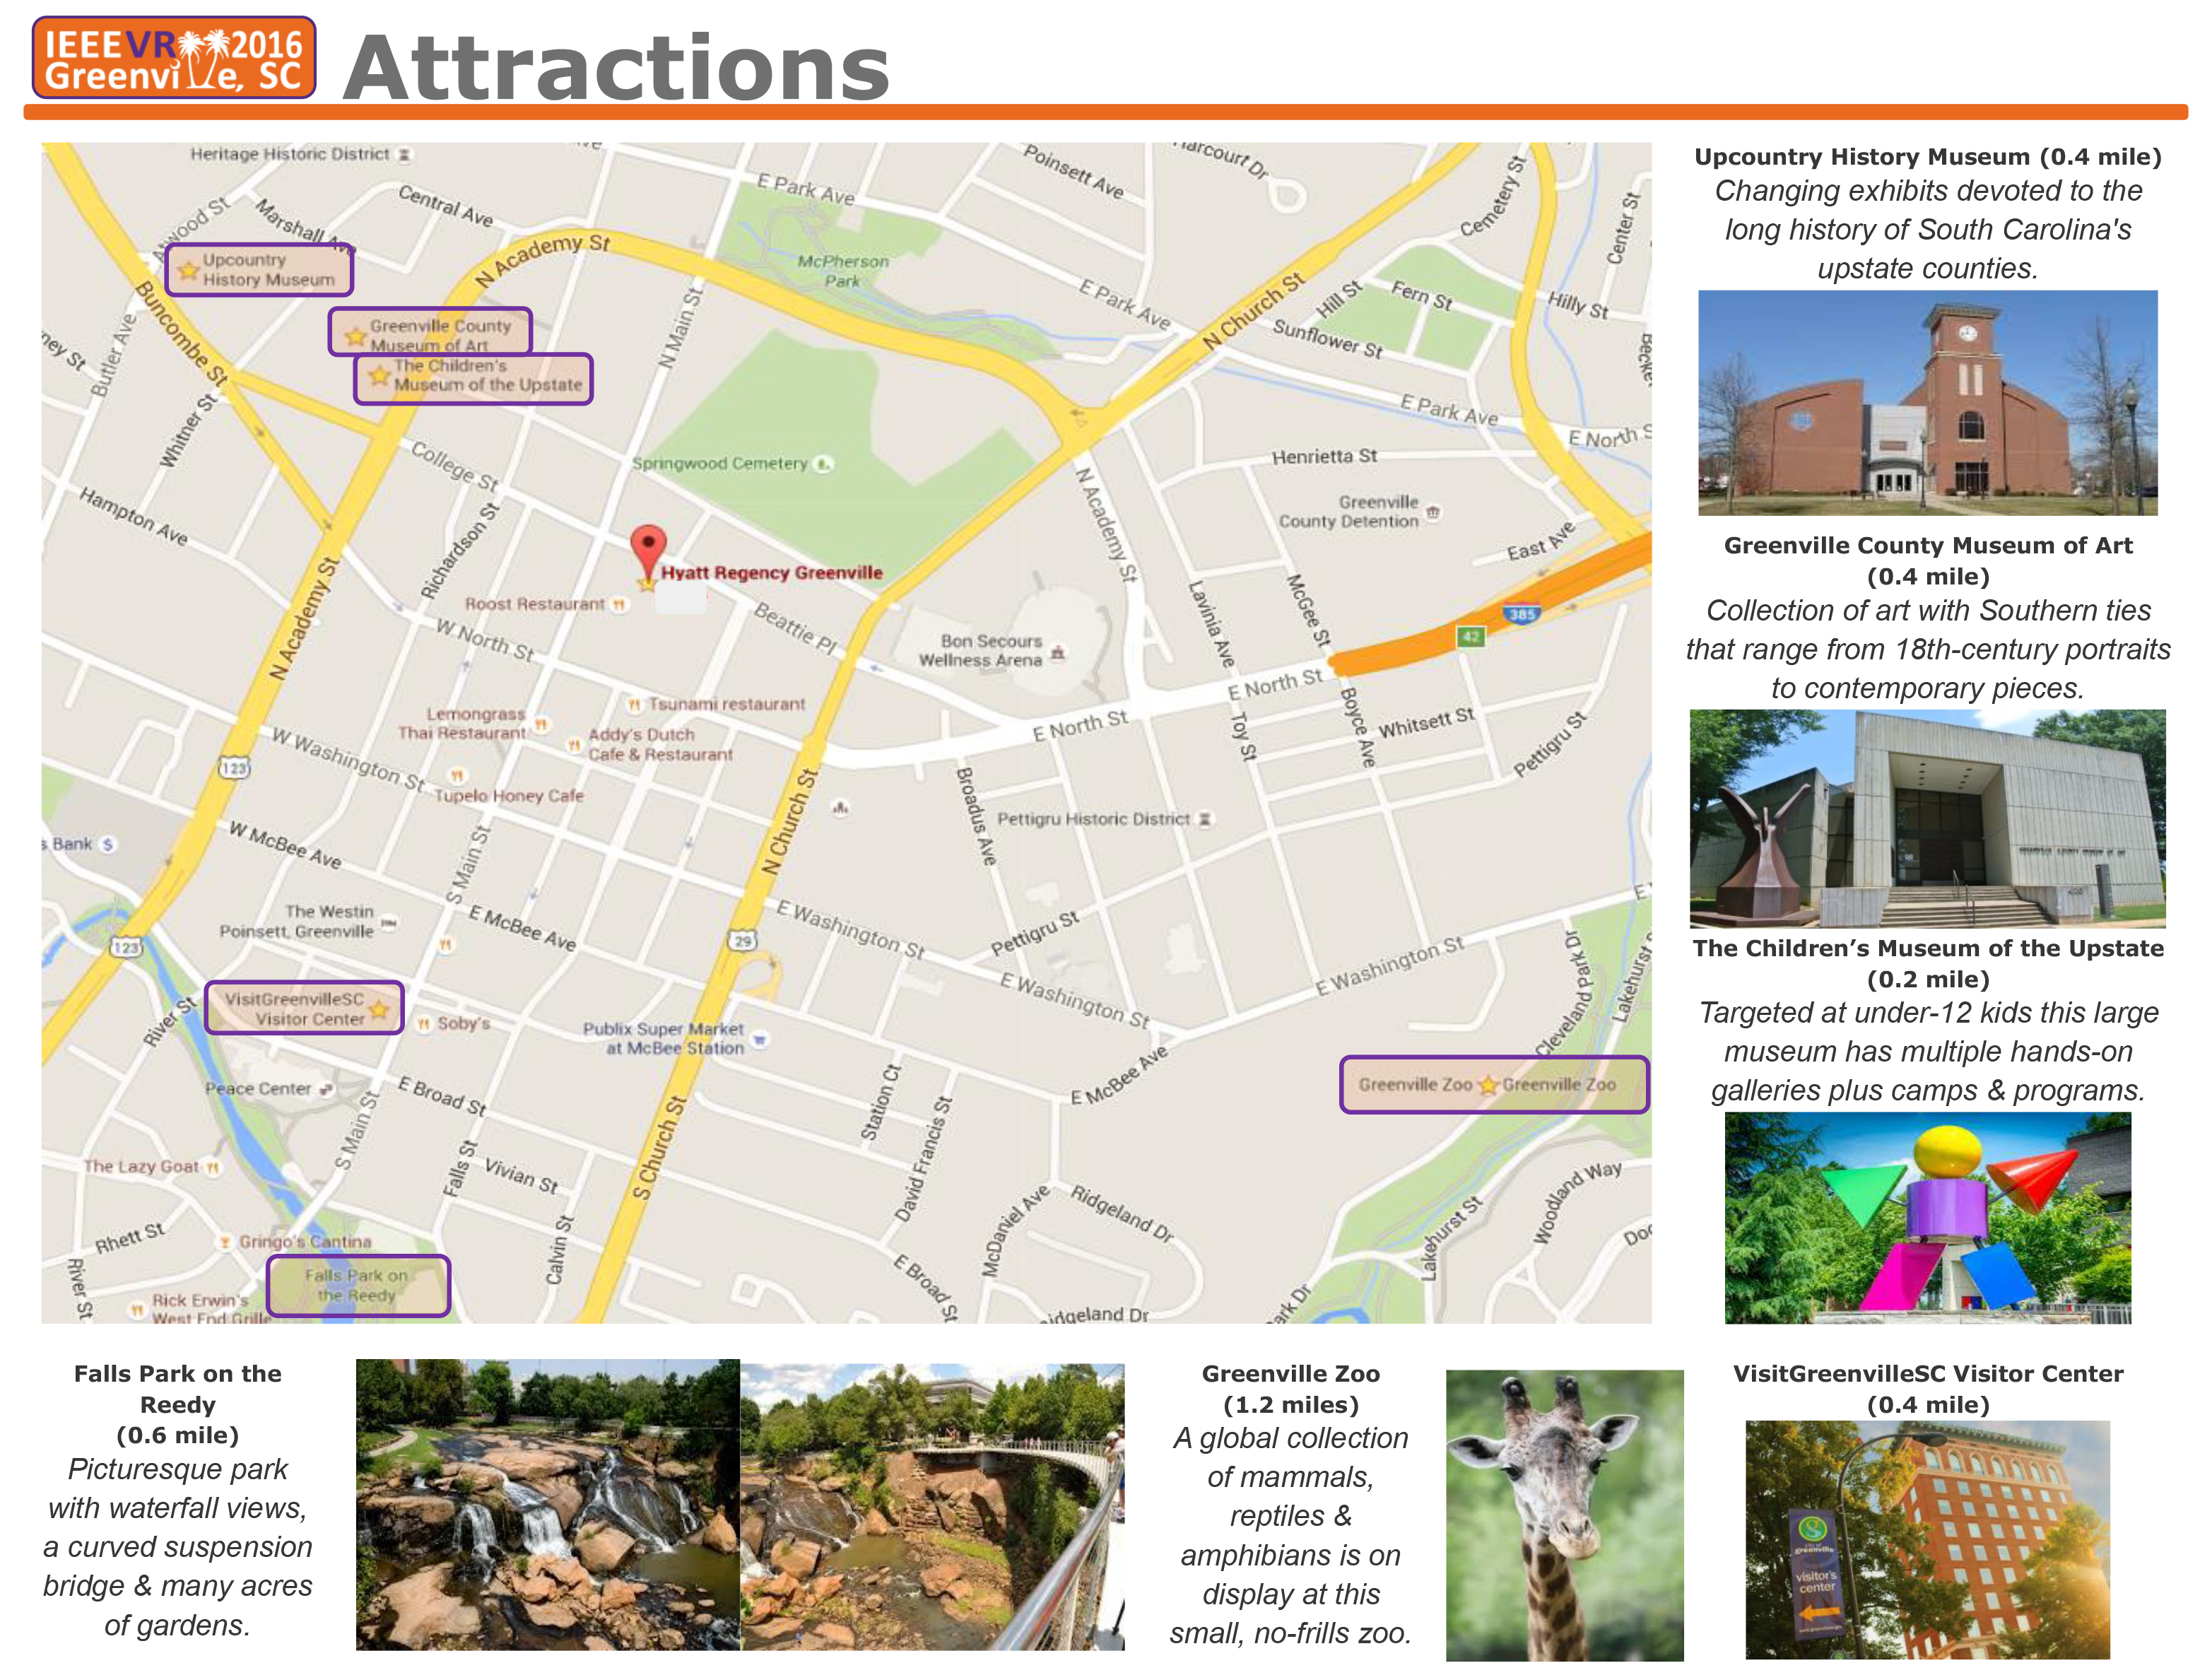 IEEEVR 2016
Greenville, SC
Attractions
Heritage Historic District
Central Ave
Marshall Ave
E Park Ave
Poinsett Ave
Harcourt Dr
Cemetery St
Center St
Upcountry
History Museum
N Academy St
McPherson
Park
E Park Ave
N Church St
Hill St
Fern St
Hilly St
Sunflower St
Buncombe St
Butler Ave
Greenville County
Museum of Art
The Children's
Museum of the Upstate
N Main St
Whitner St
E Park Ave
E North S
College St
Springwood Cemetery
Henrietta St
Hampton Ave
Richardson St
N Academy St
Greenville
County Detention
East Ave
Hyatt Regency Greenville
Roost Restaurant
Beattie Pl
Lavinia Ave
McGee St
385
42
N Academy St
W North St
Bon Secours
Wellness Arena
E North St
E North St
Tsunami restaurant
Lemongrass
Thai Restaurant
Addy's Dutch
Cafe & Restaurant
Toy St
Boyce Ave
Whitsett St
Pettigru St
W Washington St
123
Tupelo Honey Cafe
N Church St
Broadus Ave
Pettigru Historic District
W McBee Ave
s Bank
S Main St
The Westin
Poinsett, Greenville
E McBee Ave
123
29
E Washington St
Pettigru St
E Washington St
E Washington St
Cleveland Park Dr
Lakehurst S
River St
VisitGreenvilleSC
Visitor Center
Soby's
Publix Super Market
at McBee Station
E McBee Ave
Greenville Zoo
Greenville Zoo
Peace Center
E Broad St
Station Ct
David Francis St
S Main St
S Church St
The Lazy Goat
Falls St
Vivian St
McDaniel Ave
Ridgeland Dr
Lakehurst St
Woodland Way
Rhett St
Gringo's Cantina
Calvin St
River St
Falls Park on
the Reedy
Rick Erwin's
West End Grille
E Broad St
idgeland Dr
ark Dr
Upcountry History Museum (0.4 mile)
Changing exhibits devoted to the
long history of South Carolina's
upstate counties.
Greenville County Museum of Art
(0.4 mile)
Collection of art with Southern ties
that range from 18th-century portraits
to contemporary pieces.
GREENVILLE COUNTY MUSEUM OF ART
The Children’s Museum of the Upstate
(0.2 mile)
Targeted at under-12 kids this large
museum has multiple hands-on
galleries plus camps & programs.
Falls Park on the
Reedy
(0.6 mile)
Picturesque park
with waterfall views,
a curved suspension
bridge & many acres
of gardens.
Greenville Zoo
(1.2 miles)
A global collection
of mammals,
reptiles &
amphibians is on
display at this
small, no-frills zoo.
VisitGreenvilleSC Visitor Center
(0.4 mile)
greenville
visitor's
center